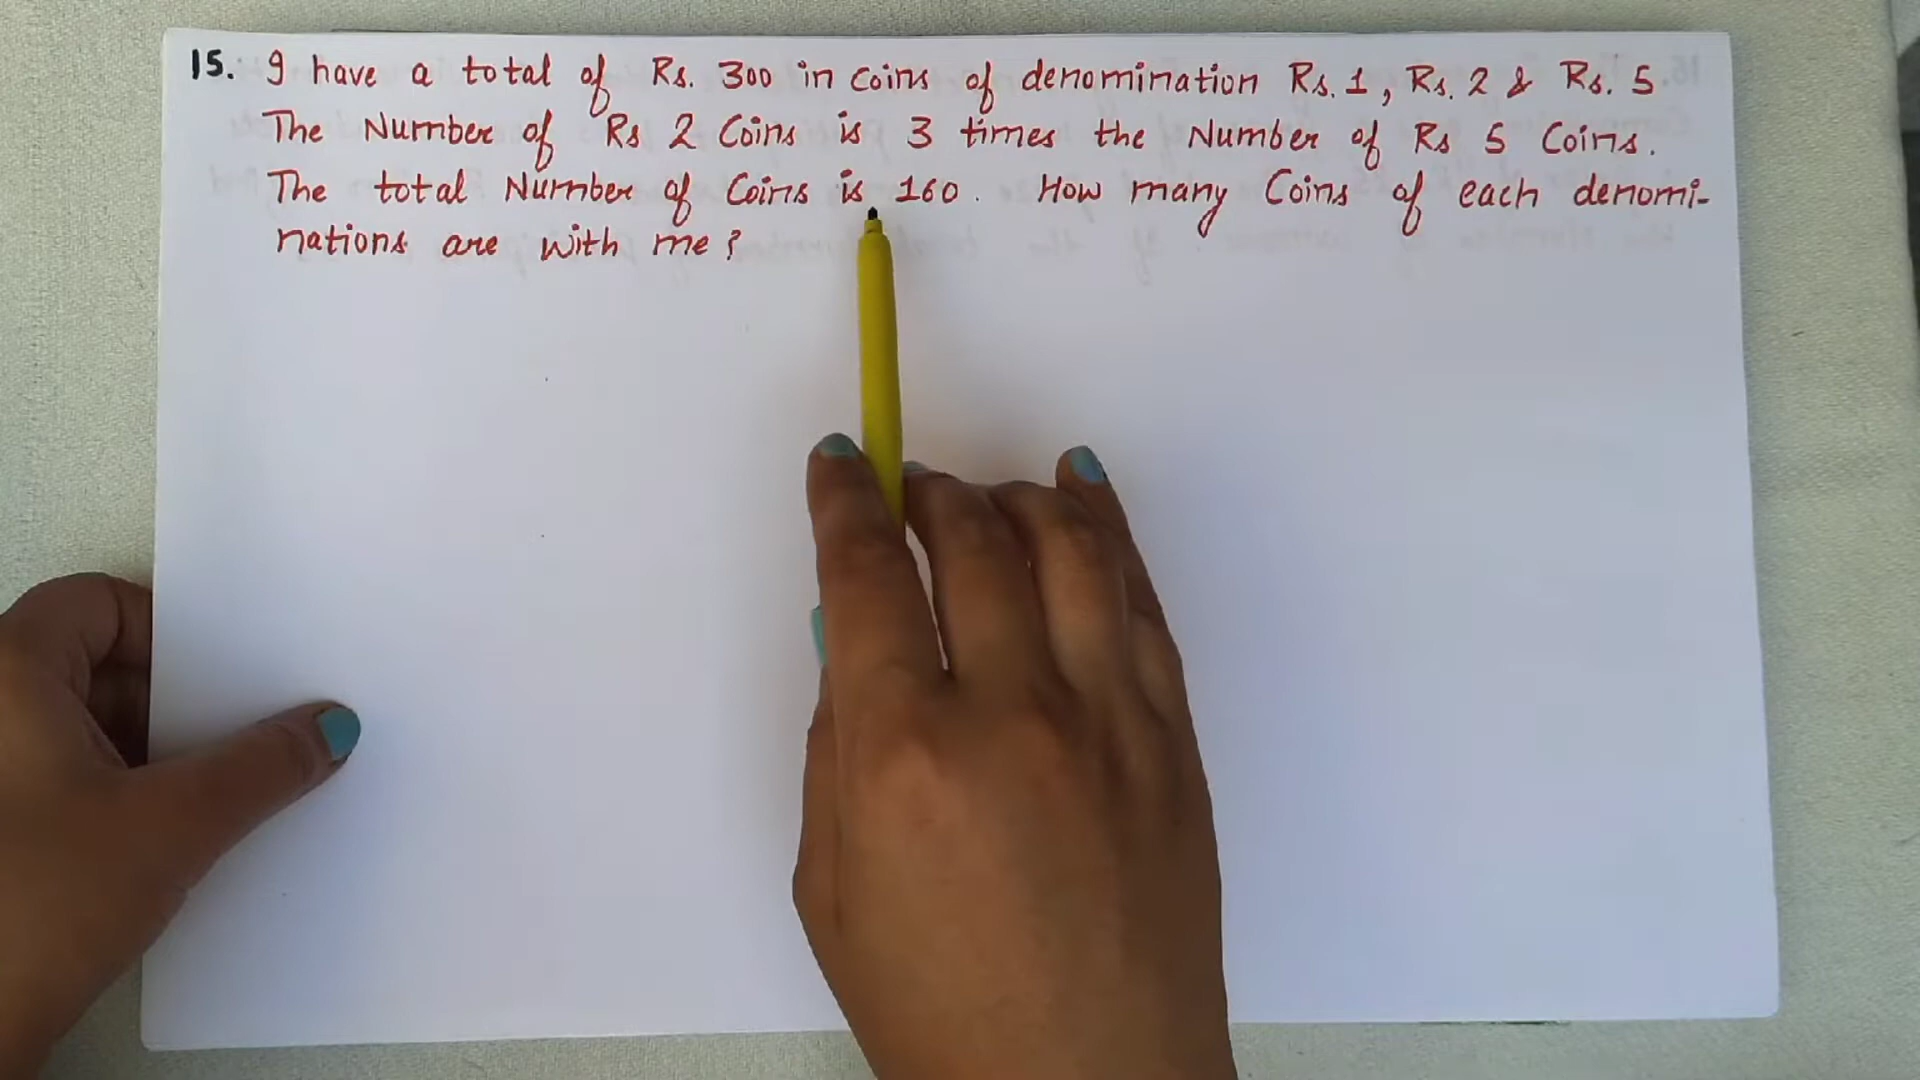 15. I have a total of Rs. 300 in coins of denomination Rs. 1, Rs. 2 & Rs. 5
The Number of Rs 2 Coins is 3 times the Number of Rs 5 Coins.
The total Number of Coins is 160. How many Coins of each denomi-
nations are with me?